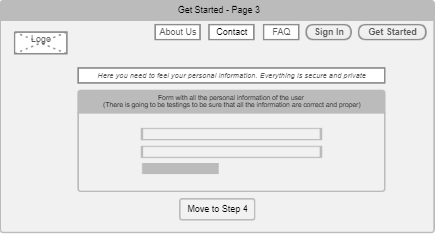 Get Started - Page 3
Logo
About Us
Contact
FAQ
Sign In
Get Started
Here you need to feel your personal information. Everything is secure and private
Form with all the personal information of the user
(There is going to be testings to be sure that all the information are correct and proper)
Move to Step 4